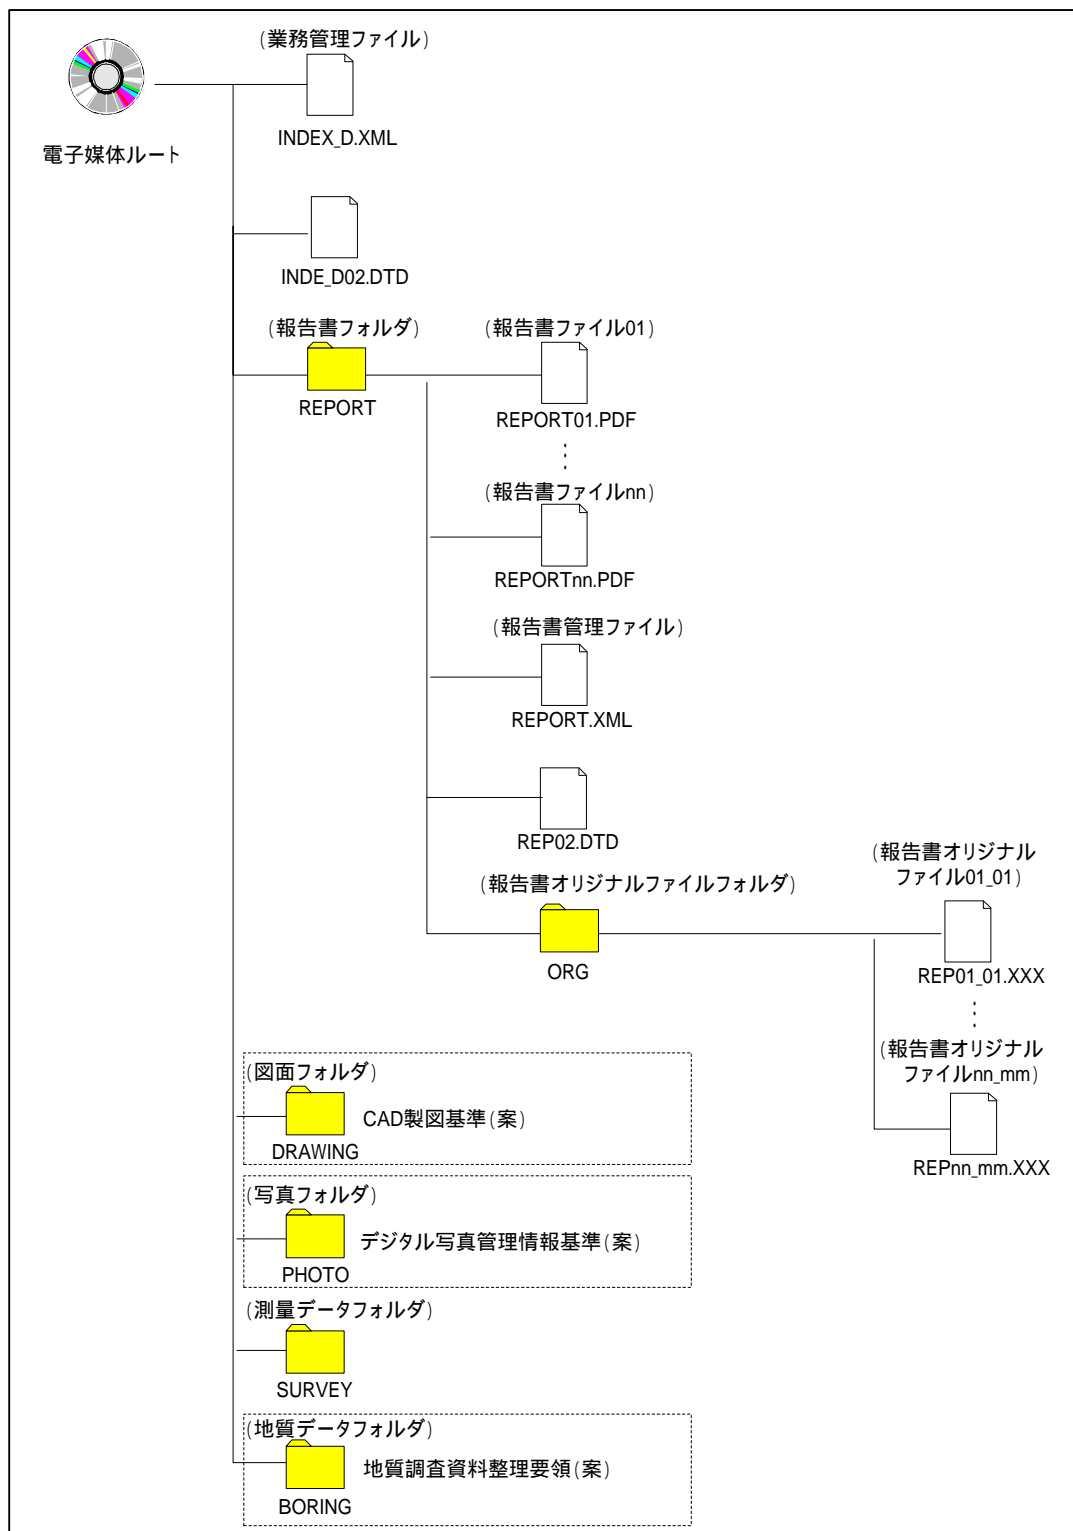 (業務管理ファイル)
INDEX_D.XML
電子媒体ルート
INDE_D02.DTD
(報告書フォルダ)
REPORT
(報告書ファイル01)
REPORT01.PDF
(報告書ファイルnn)
REPORTnn.PDF
(報告書管理ファイル)
REPORT.XML
REP02.DTD
(報告書オリジナルファイルフォルダ)
ORG
(報告書オリジナル
ファイル01_01)
REP01_01.XXX
(報告書オリジナル
ファイルnn_mm)
REPnn_mm.XXX
(図面フォルダ)
CAD製図基準(案)
DRAWING
(写真フォルダ)
デジタル写真管理情報基準(案)
PHOTO
(測量データフォルダ)
SURVEY
(地質データフォルダ)
地質調査資料整理要領(案)
BORING